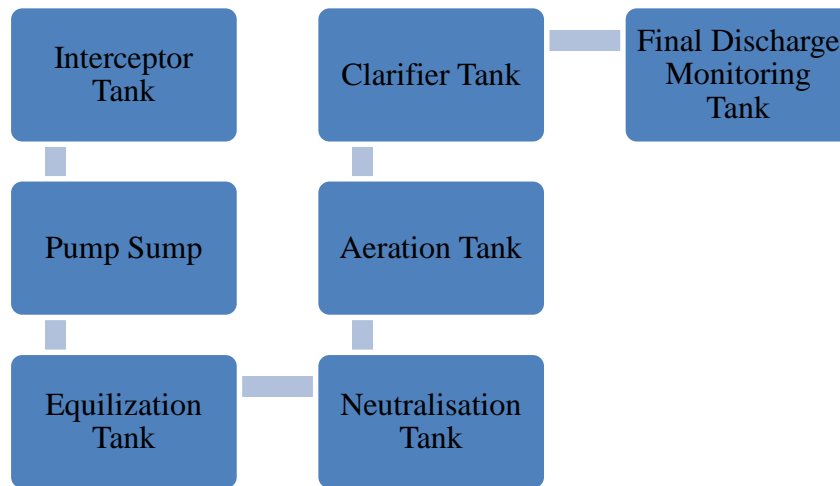 Interceptor
Tank
Pump Sump
Equilization
Tank
Neutralisation
Tank
Aeration Tank
Clarifier Tank
Final Discharge
Monitoring
Tank